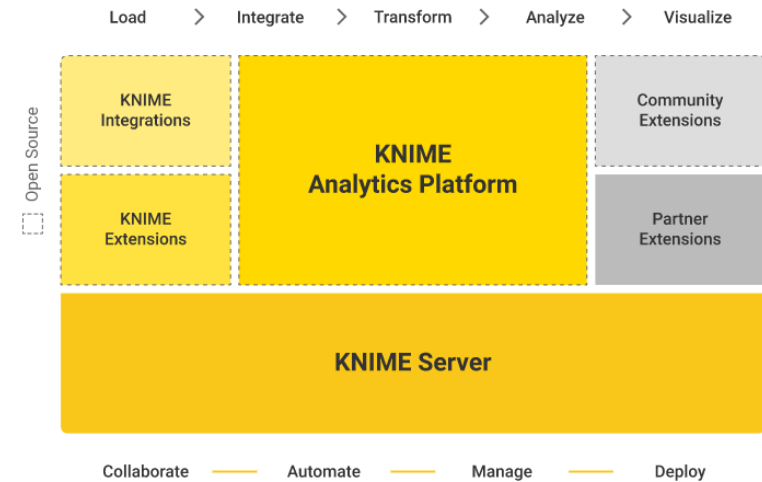 Load > Integrate > Transform > Analyze > Visualize
KNIME
Integrations
KNIME
Analytics Platform
Community
Extensions
Open Source
KNIME
Extensions
Partner
Extensions
KNIME Server
Collaborate
Automate
Manage
Deploy